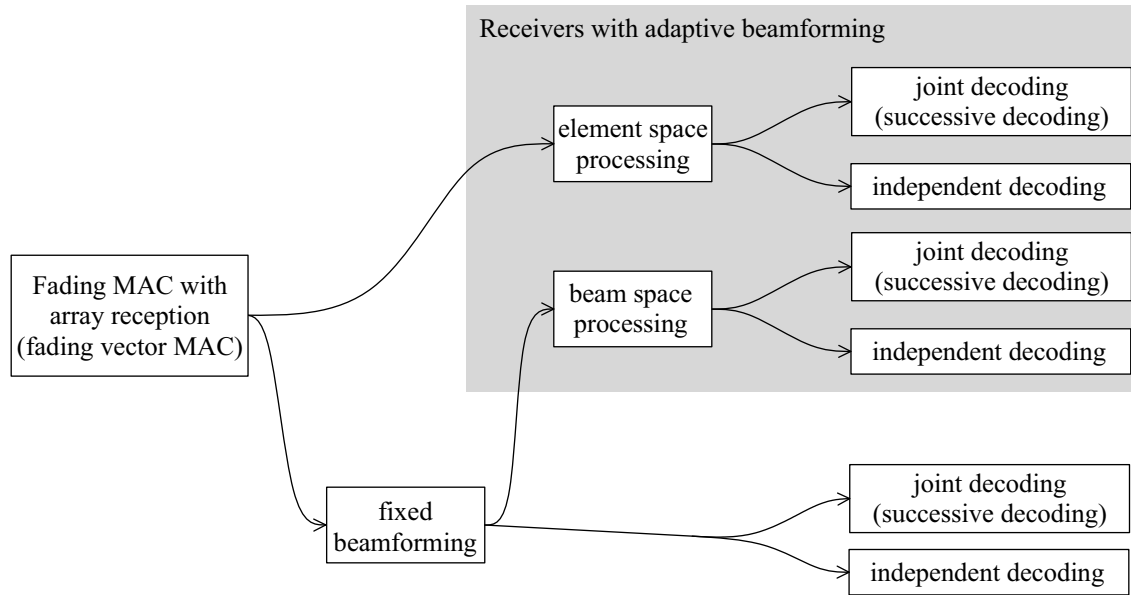 Receivers with adaptive beamforming
element space
processing
joint decoding
(successive decoding)
independent decoding
Fading MAC with
array reception
(fading vector MAC)
beam space
processing
joint decoding
(successive decoding)
independent decoding
fixed
beamforming
joint decoding
(successive decoding)
independent decoding